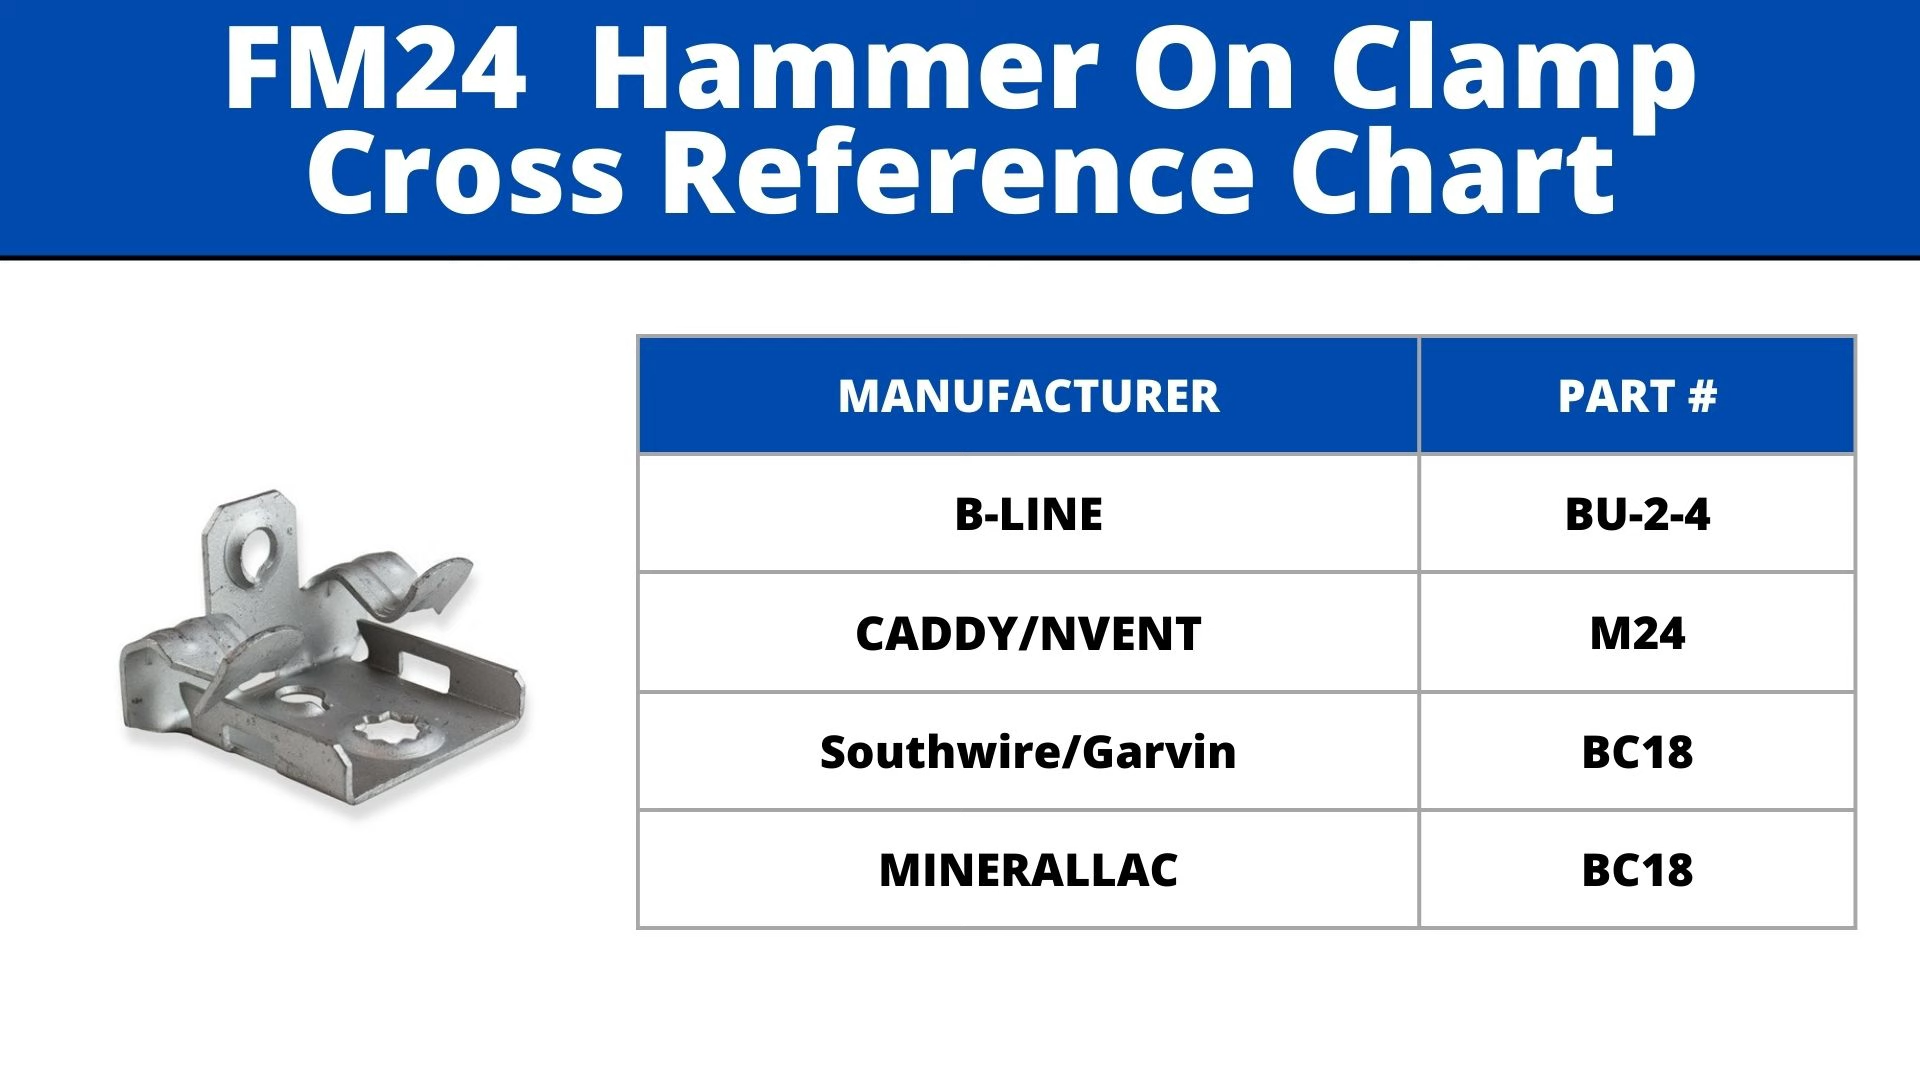 FM24 Hammer On Clamp
Cross Reference Chart
MANUFACTURER PART #
B-LINE BU-2-4
CADDY/NVENT M24
Southwire/Garvin BC18
MINERALLAC BC18